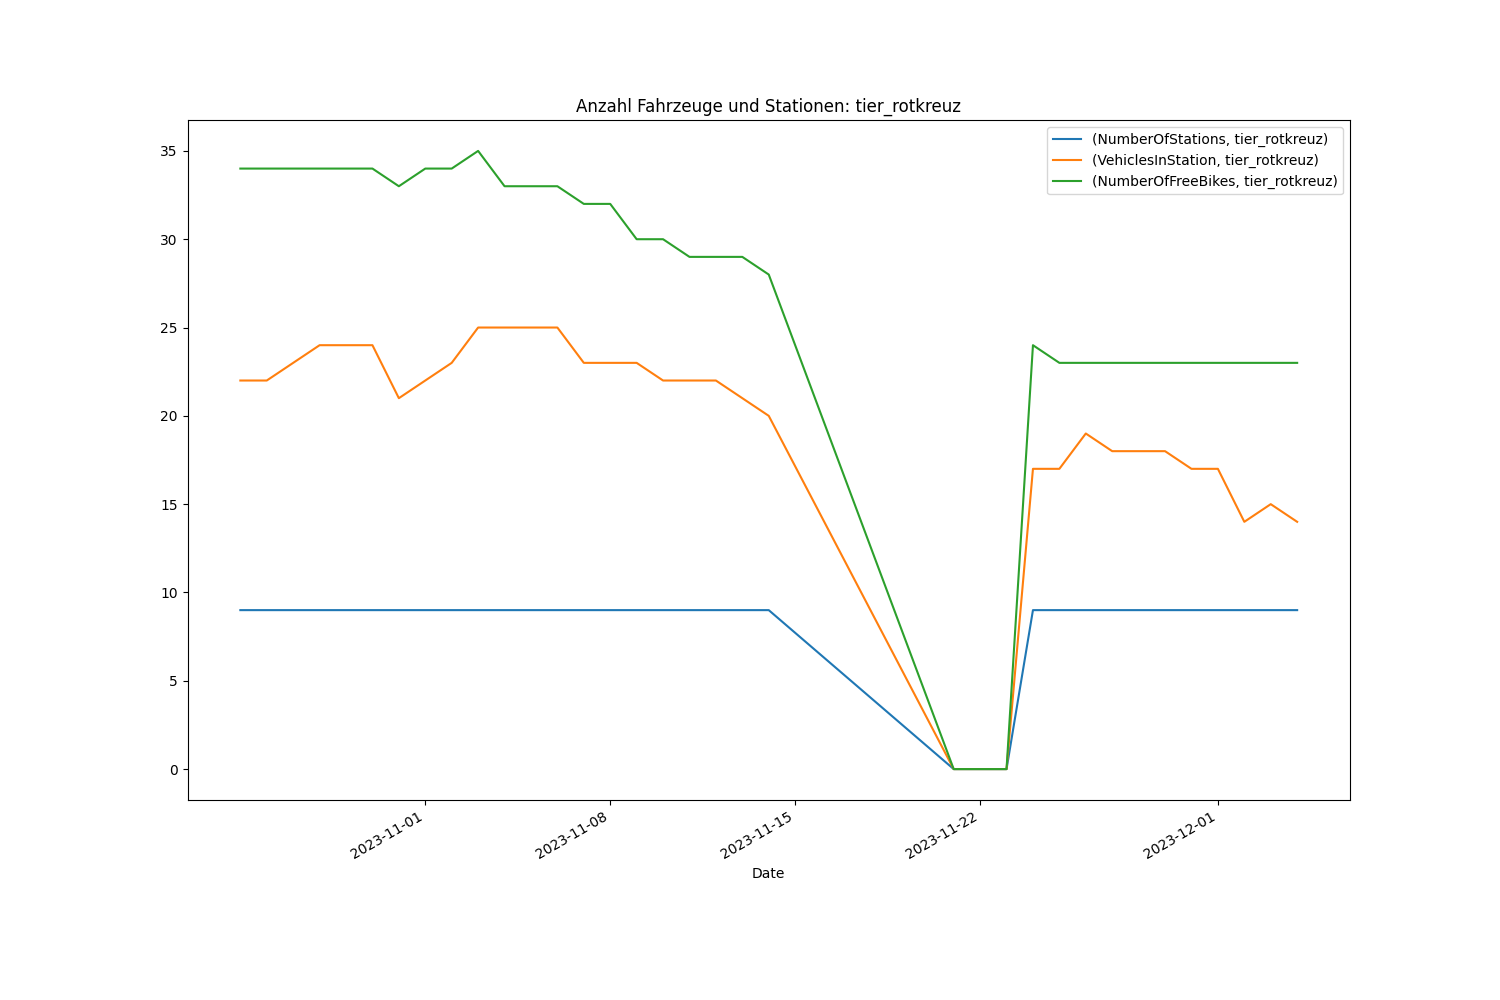 Anzahl Fahrzeuge und Stationen: tier_rotkreuz
(NumberOfStations, tier_rotkreuz)
(VehiclesInStation, tier_rotkreuz)
(NumberOfFreeBikes, tier_rotkreuz)
35
30
25
20
15
10
5
0
2023-11-01
2023-11-08
2023-11-15
2023-11-22
2023-12-01
Date